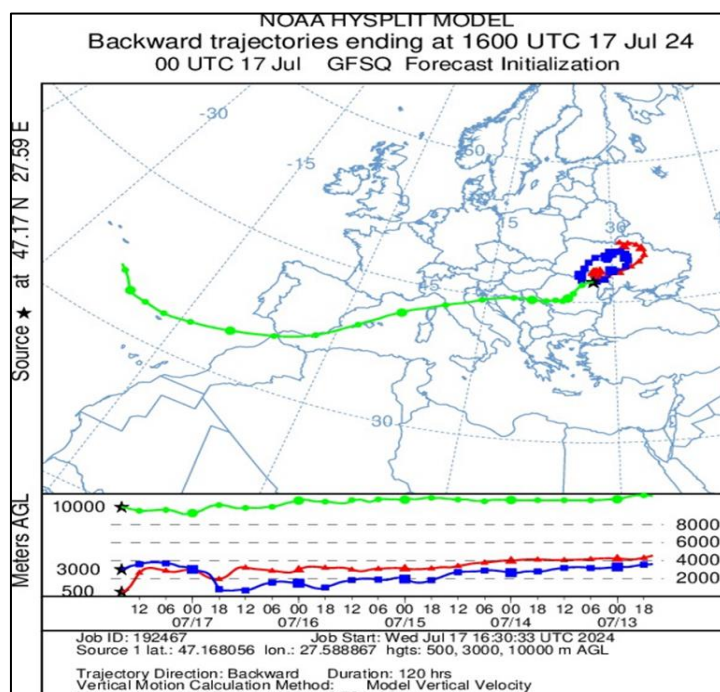 NOAA HYSPLIT MODEL
Backward trajectories ending at 1600 UTC 17 Jul 24
00 UTC 17 Jul GFSQ Forecast Initialization
Source ★ at 47.17 N 27.59 E
-30
-15
15
30
30
Meters AGL
10000
3000
500
8000
6000
4000
2000
12 06 00 18 12 06 00 18 12 06 00 18 12 06 00 18 12 06 00 18
07/17 07/16 07/15 07/14 07/13
Job ID: 192467 Job Start: Wed Jul 17 16:30:33 UTC 2024
Source 1 lat.: 47.168056 lon.: 27.588867 hgts: 500, 3000, 10000 m AGL
Trajectory Direction: Backward Duration: 120 hrs
Vertical Motion Calculation Method: Model Vertical Velocity